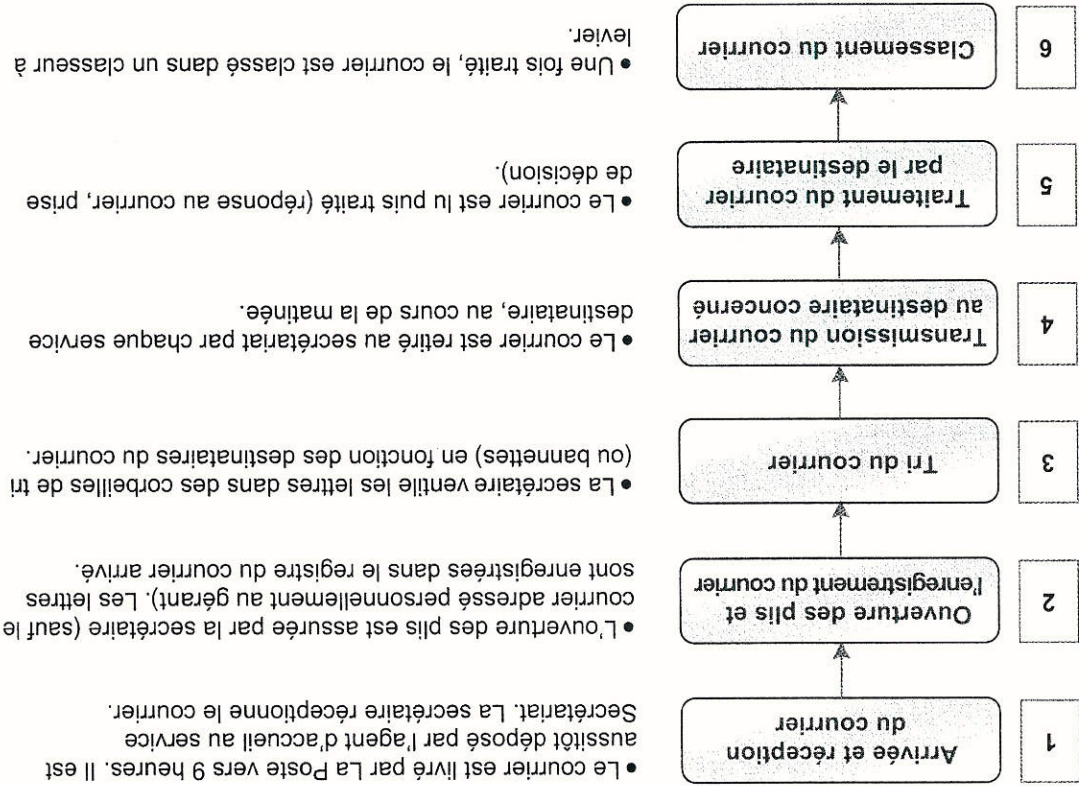 1
Arrivée et réception
du courrier
• Le courrier est livré par La Poste vers 9 heures. Il est
aussitôt déposé par l'agent d'accueil au service
Secrétariat. La secrétaire réceptionne le courrier.
2
Ouverture des plis et
l'enregistrement du courrier
• L'ouverture des plis est assurée par la secrétaire (sauf le
courrier adressé personnellement au gérant). Les lettres
sont enregistrées dans le registre du courrier arrivé.
3
Tri du courrier
• La secrétaire ventile les lettres dans des corbeilles de tri
(ou bannettes) en fonction des destinataires du courrier.
4
Transmission du courrier
au destinataire concerné
• Le courrier est retiré au secrétariat par chaque service
destinataire, au cours de la matinée.
5
Traitement du courrier
par le destinataire
• Le courrier est lu puis traité (réponse au courrier, prise
de décision).
6
Classement du courrier
• Une fois traité, le courrier est classé dans un classeur à
levier.